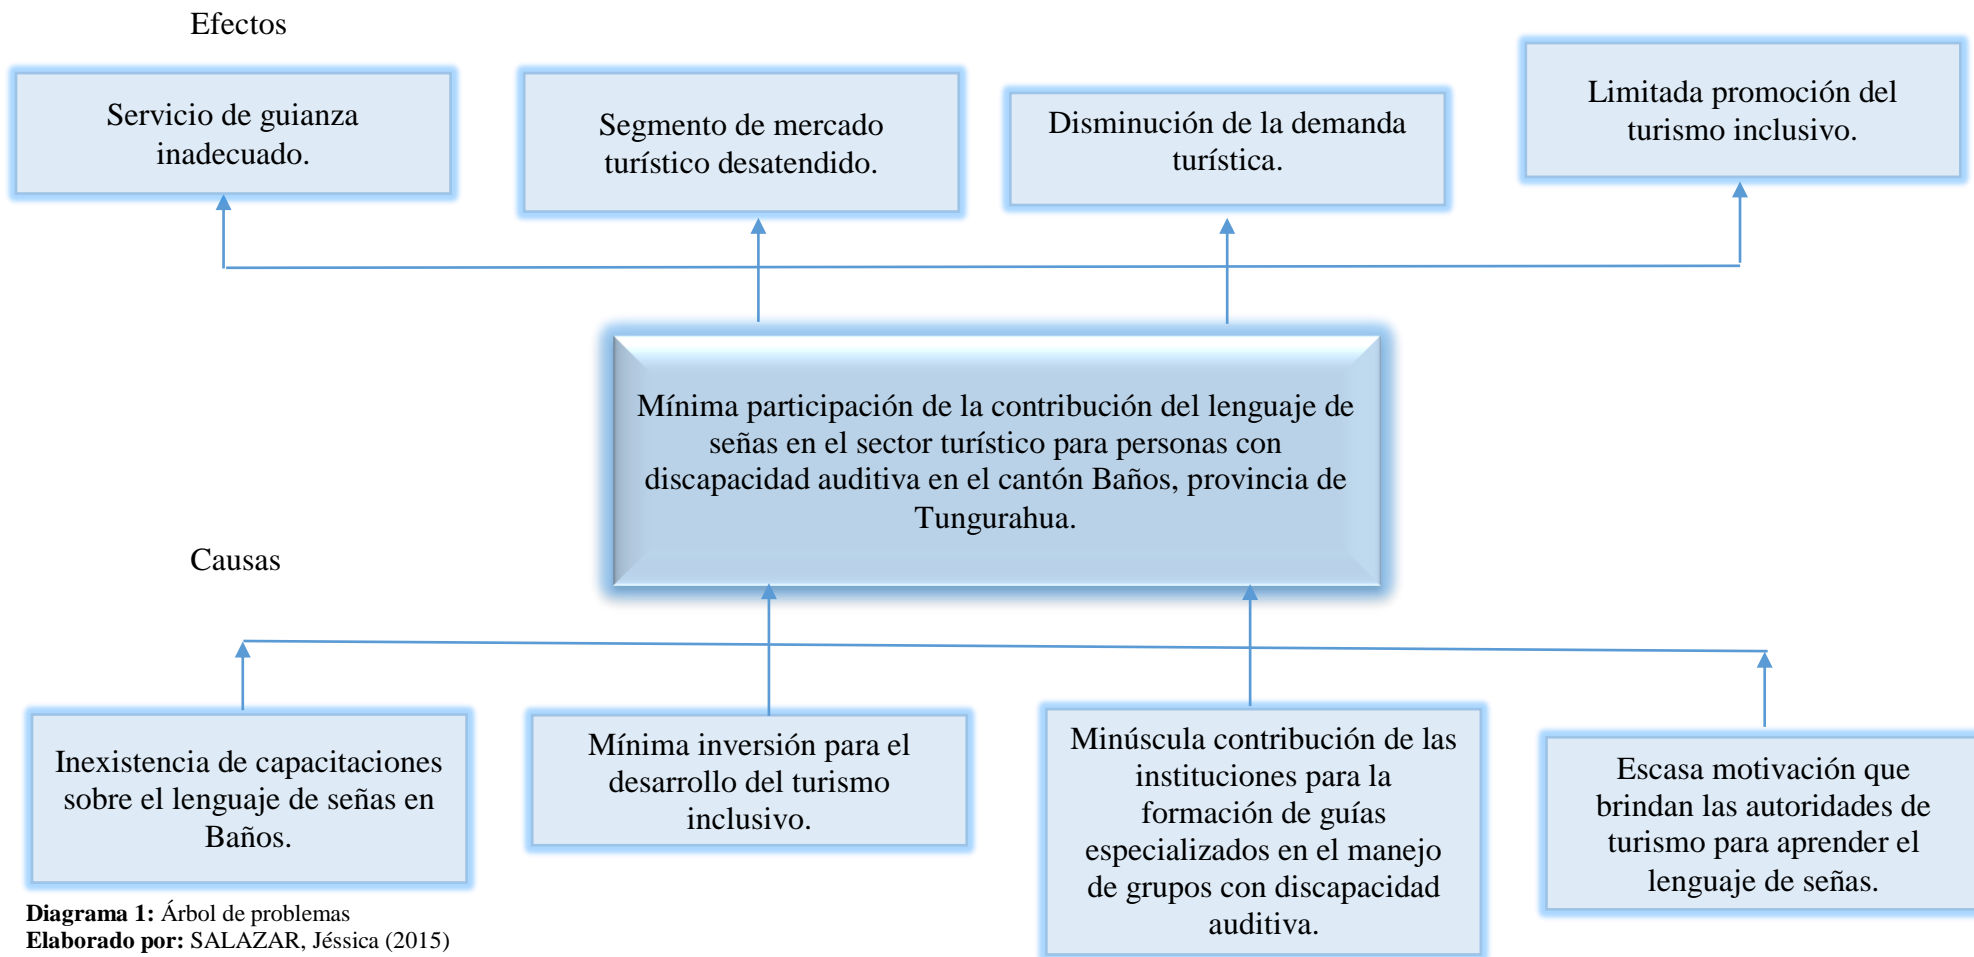 Efectos
Servicio de guianza
inadecuado.
Segmento de mercado
turístico desatendido.
Disminución de la demanda
turística.
Limitada promoción del
turismo inclusivo.
Mínima participación de la contribución del lenguaje de
señas en el sector turístico para personas con
discapacidad auditiva en el cantón Baños, provincia de
Tungurahua.
Causas
Inexistencia de capacitaciones
sobre el lenguaje de señas en
Baños.
Mínima inversión para el
desarrollo del turismo
inclusivo.
Minúscula contribución de las
instituciones para la
formación de guías
especializados en el manejo
de grupos con discapacidad
auditiva.
Escasa motivación que
brindan las autoridades de
turismo para aprender el
lenguaje de señas.
Diagrama 1: Árbol de problemas
Elaborado por: SALAZAR, Jéssica (2015)